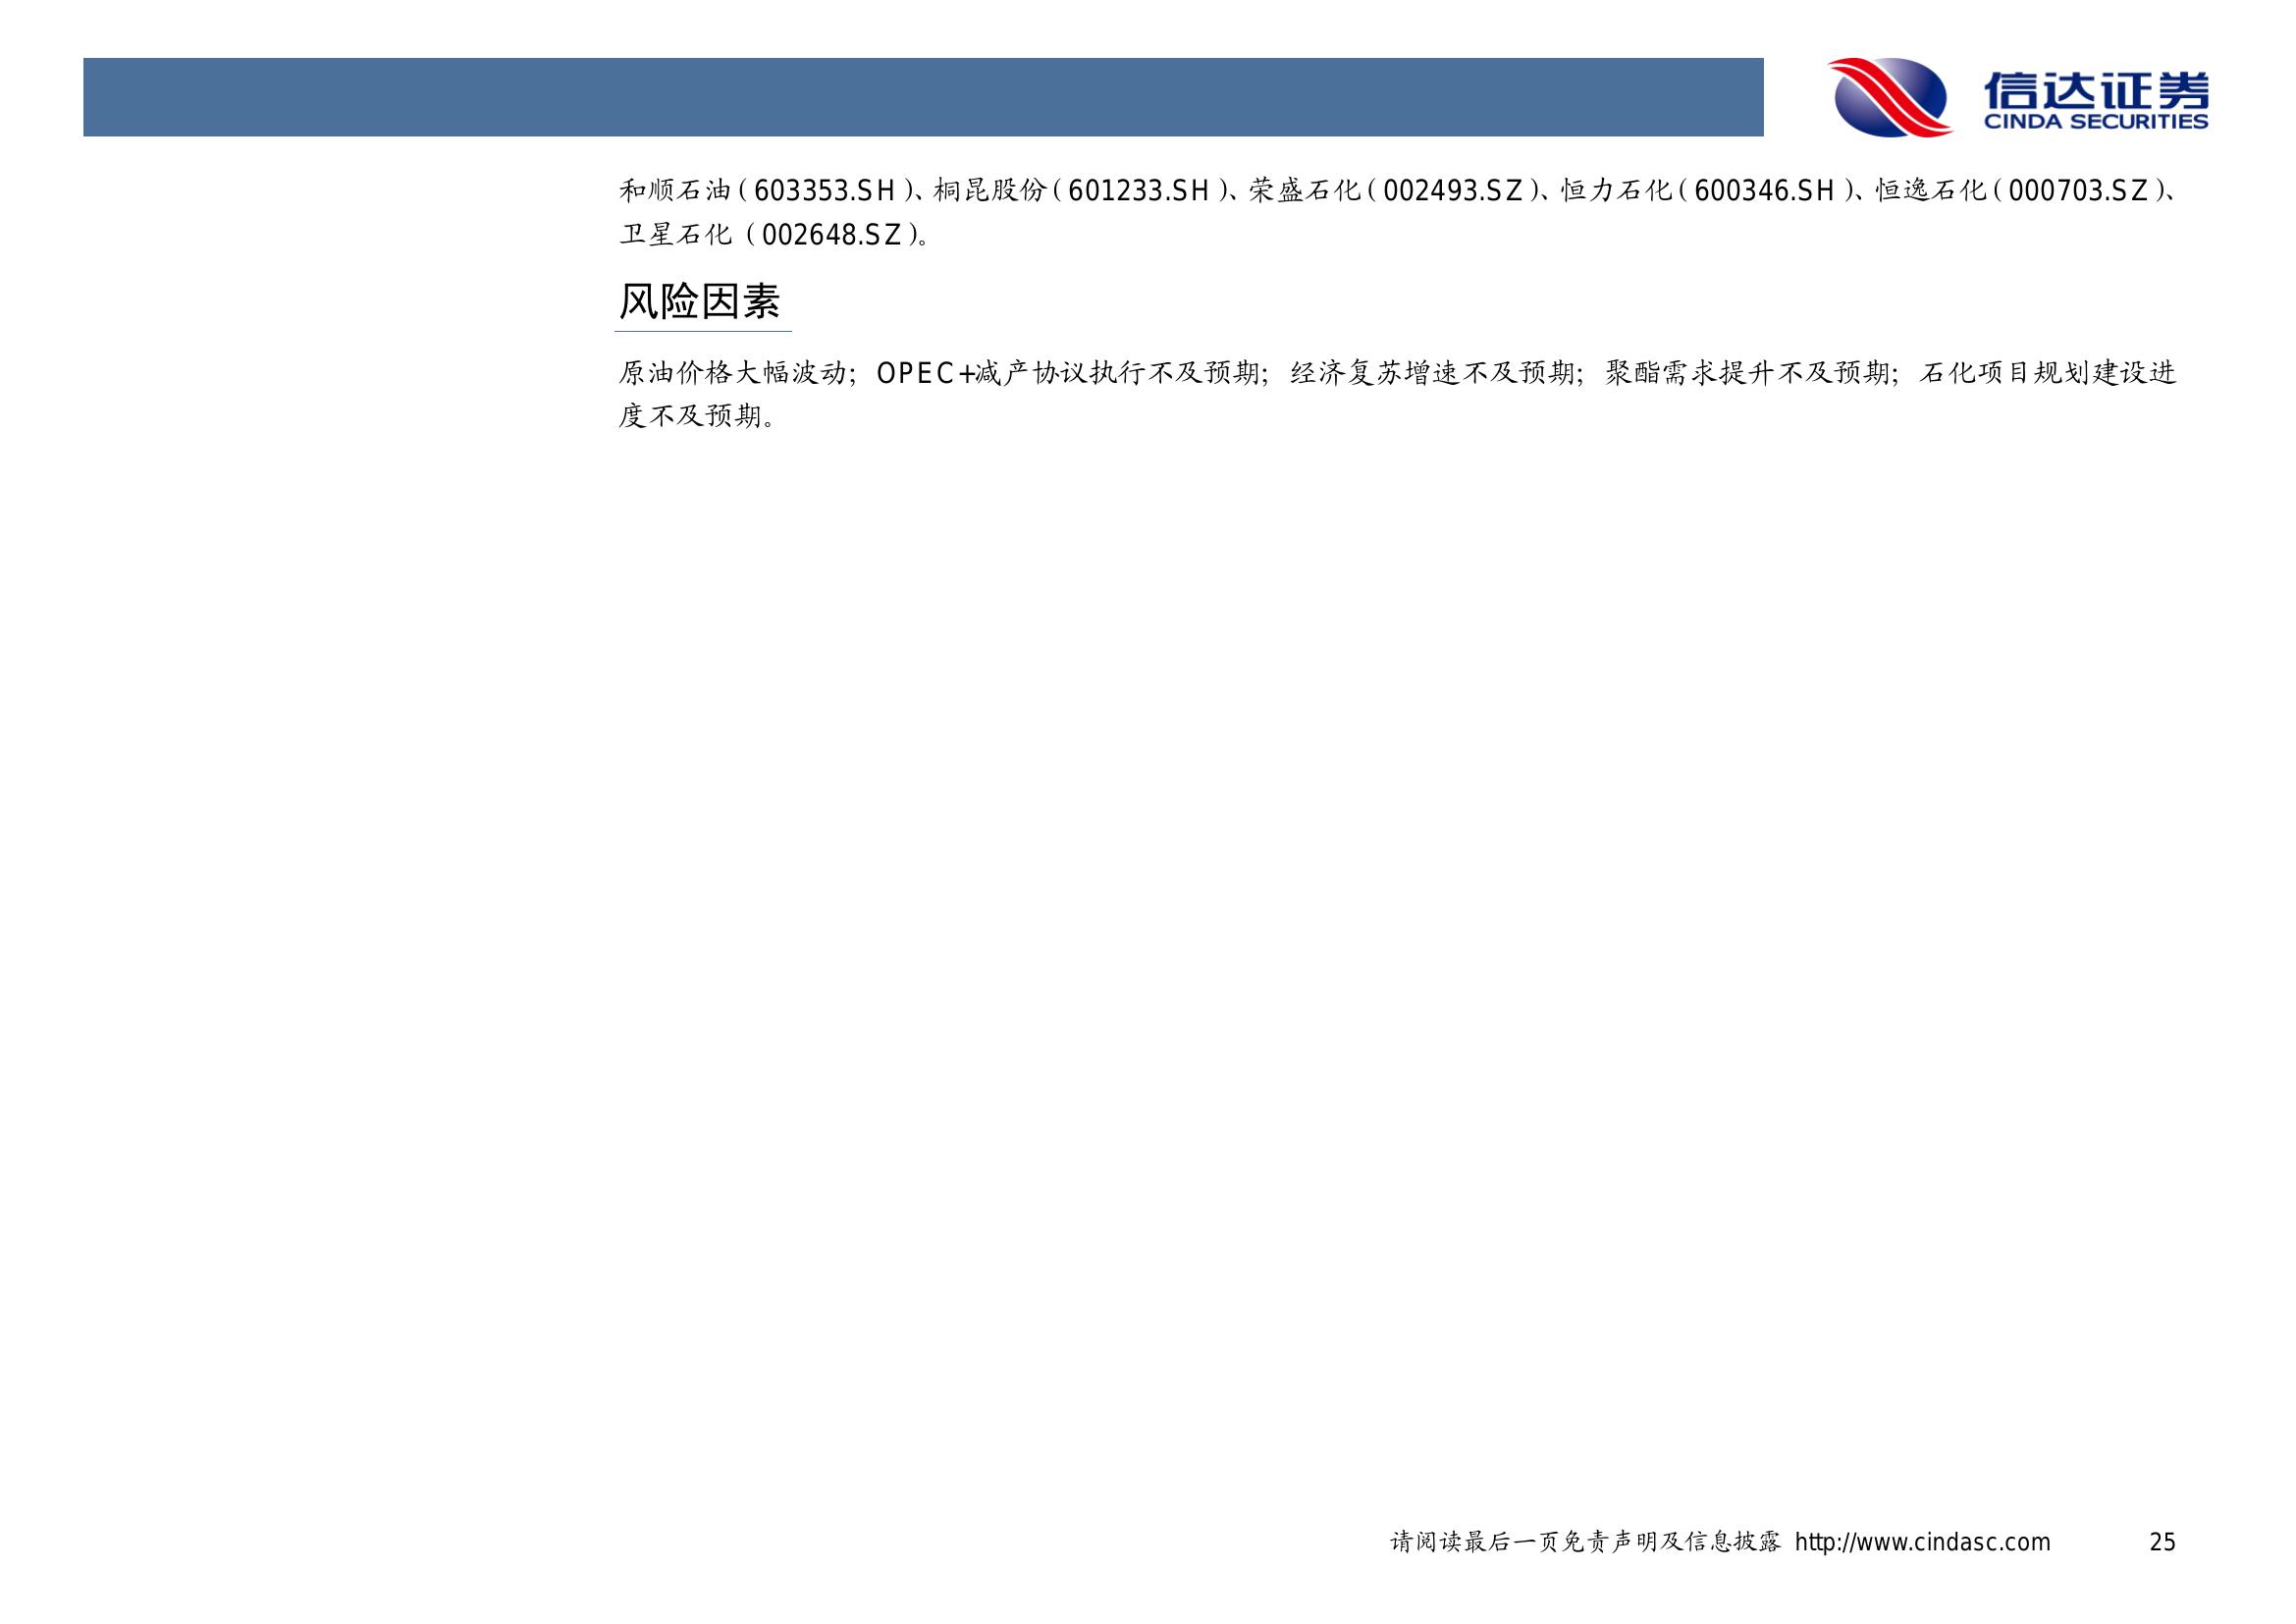 信达证券
CINDA SECURITIES
和顺石油（603353.SH）、桐昆股份（601233.SH）、荣盛石化（002493.SZ）、恒力石化（600346.SH）、恒逸石化（000703.SZ）、
卫星石化（002648.SZ）。
风险因素
原油价格大幅波动；OPEC+减产协议执行不及预期；经济复苏增速不及预期；聚酯需求提升不及预期；石化项目规划建设进
度不及预期。
请阅读最后一页免责声明及信息披露 http://www.cindasc.com 25